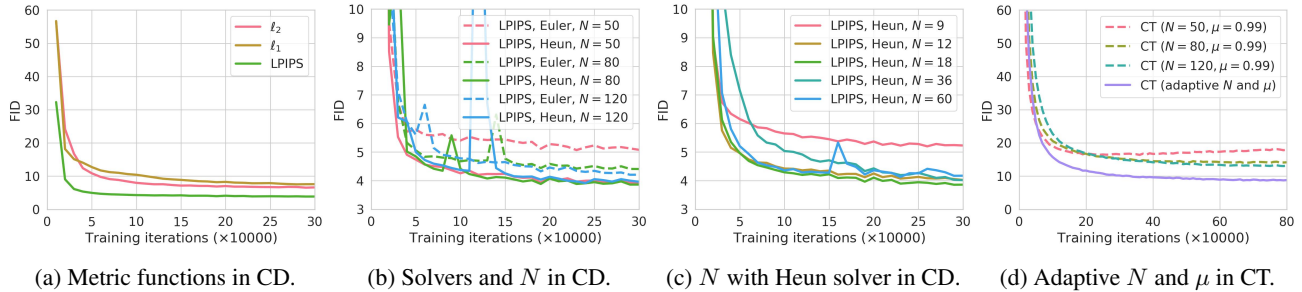 60
50
40
30
20
10
0
FID
0 5 10 15 20 25 30
Training iterations (×10000)
ℓ₂
ℓ₁
LPIPS
(a) Metric functions in CD.
10
9
8
7
6
5
4
3
FID
0 5 10 15 20 25 30
Training iterations (×10000)
LPIPS, Euler, N = 50
LPIPS, Heun, N = 50
LPIPS, Euler, N = 80
LPIPS, Heun, N = 80
LPIPS, Euler, N = 120
LPIPS, Heun, N = 120
(b) Solvers and N in CD.
10
9
8
7
6
5
4
3
FID
0 5 10 15 20 25 30
Training iterations (×10000)
LPIPS, Heun, N = 9
LPIPS, Heun, N = 12
LPIPS, Heun, N = 18
LPIPS, Heun, N = 36
LPIPS, Heun, N = 60
(c) N with Heun solver in CD.
60
50
40
30
20
10
0
FID
0 20 40 60 80
Training iterations (×10000)
CT (N = 50, μ = 0.99)
CT (N = 80, μ = 0.99)
CT (N = 120, μ = 0.99)
CT (adaptive N and μ)
(d) Adaptive N and μ in CT.